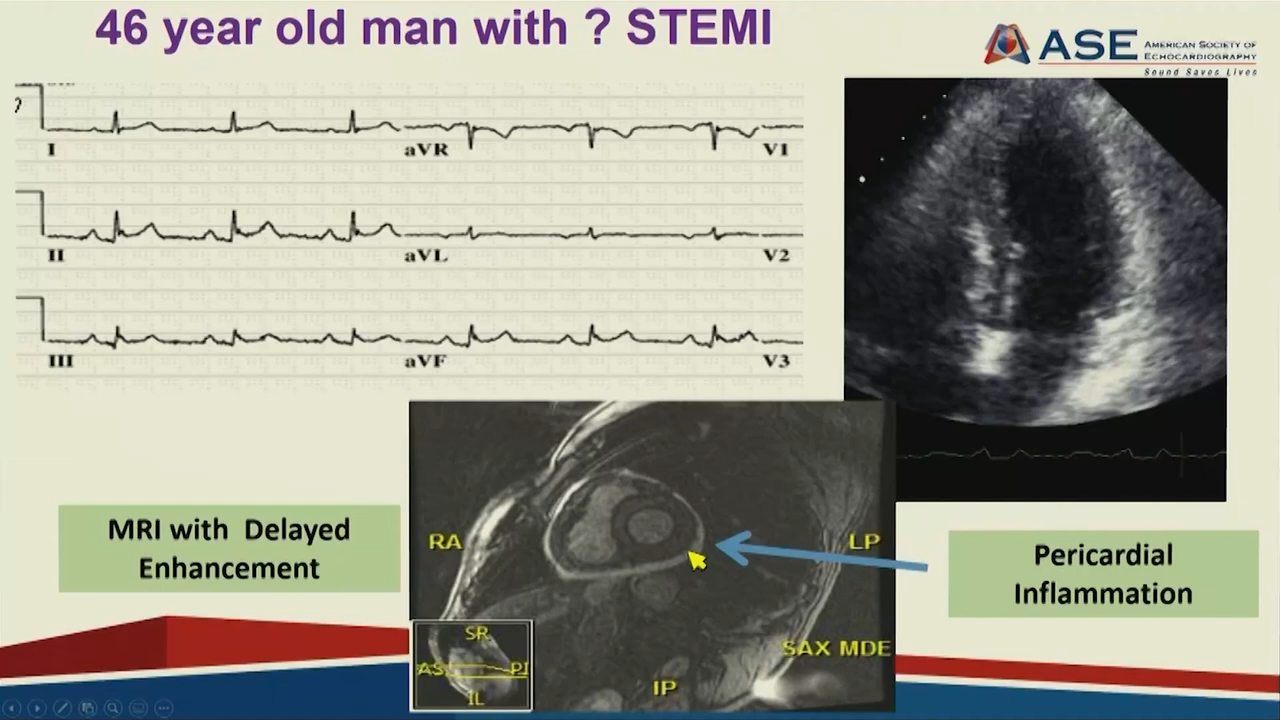 46 year old man with ? STEMI
ASE AMERICAN SOCIETY OF
ECHOCARDIOGRAPHY
Sound Saves Lives
I
aVR
V1
II
aVL
V2
III
aVF
V3
MRI with Delayed
Enhancement
RA
LP
Pericardial
Inflammation
SR
AS
PI
IL
SAX MDE
IP